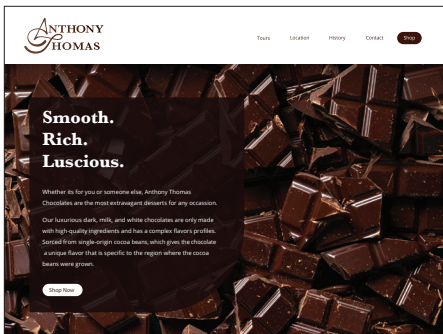 ANTHONY
THOMAS
Tours Location History Contact Shop
Smooth.
Rich.
Luscious.
Whether its for you or someone else, Anthony Thomas
Chocolates are the most extravagant desserts for any occassion.
Our luxurious dark, milk, and white chocolates are only made
with high-quality ingredients and has a complex flavors profiles.
Sorced from single-origin cocoa beans, which gives the chocolate
a unique flavor that is specific to the region where the cocoa
beans were grown.
Shop Now